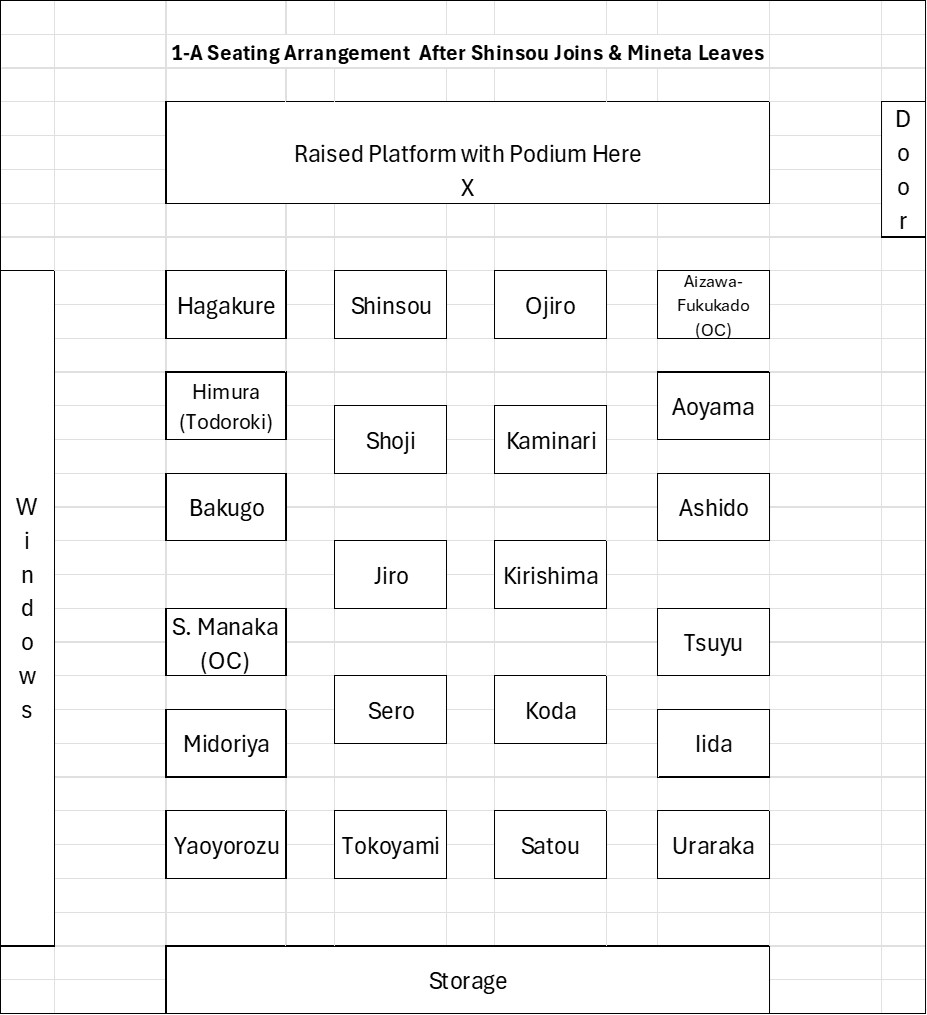 1-A Seating Arrangement  After Shinsou Joins & Mineta Leaves
Raised Platform with Podium Here
X
D
o
o
r
Hagakure
Shinsou
Ojiro
Aizawa-
Fukukado
(OC)
Himura
(Todoroki)
Aoyama
Shoji
Kaminari
W
i
n
d
o
w
s
Bakugo
Ashido
Jiro
Kirishima
S. Manaka
(OC)
Tsuyu
Sero
Koda
Midoriya
Iida
Yaoyorozu
Tokoyami
Satou
Uraraka
Storage